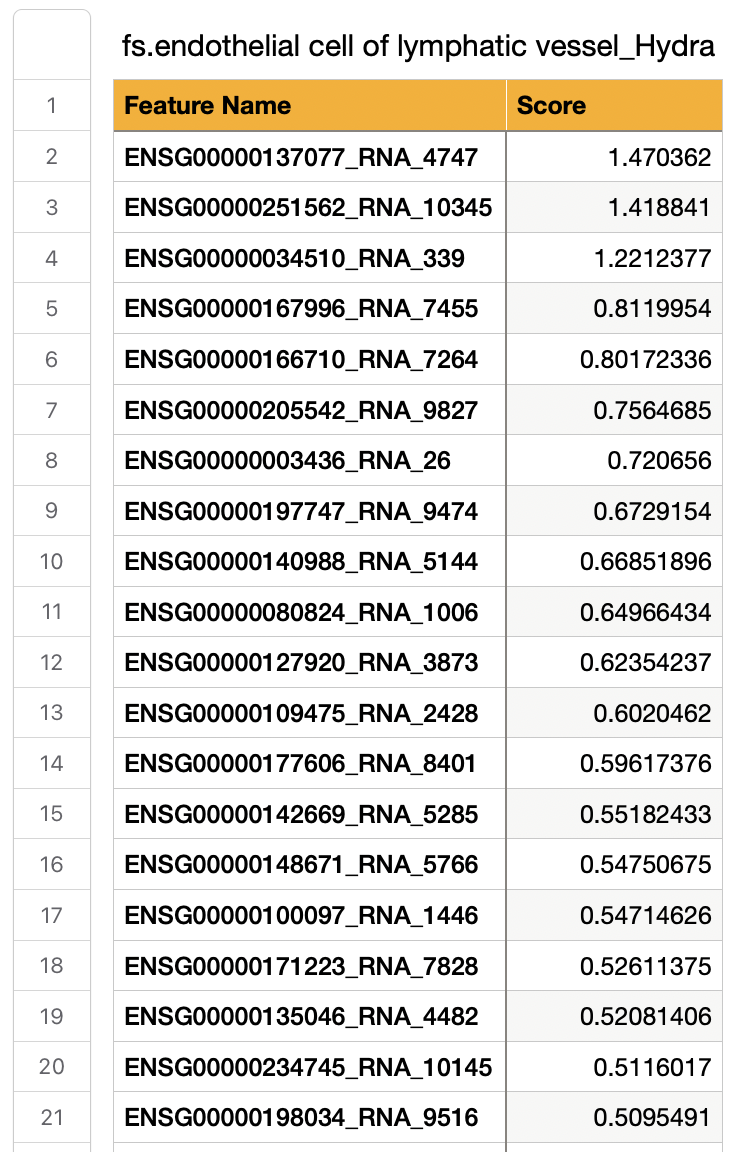 fs.endothelial cell of lymphatic vessel_Hydra
1 Feature Name Score
2 ENSG00000137077_RNA_4747 1.470362
3 ENSG00000251562_RNA_10345 1.418841
4 ENSG00000034510_RNA_339 1.2212377
5 ENSG00000167996_RNA_7455 0.8119954
6 ENSG00000166710_RNA_7264 0.80172336
7 ENSG00000205542_RNA_9827 0.7564685
8 ENSG00000003436_RNA_26 0.720656
9 ENSG00000197747_RNA_9474 0.6729154
10 ENSG00000140988_RNA_5144 0.66851896
11 ENSG00000080824_RNA_1006 0.64966434
12 ENSG00000127920_RNA_3873 0.62354237
13 ENSG00000109475_RNA_2428 0.6020462
14 ENSG00000177606_RNA_8401 0.59617376
15 ENSG00000142669_RNA_5285 0.55182433
16 ENSG00000148671_RNA_5766 0.54750675
17 ENSG00000100097_RNA_1446 0.54714626
18 ENSG00000171223_RNA_7828 0.52611375
19 ENSG00000135046_RNA_4482 0.52081406
20 ENSG00000234745_RNA_10145 0.5116017
21 ENSG00000198034_RNA_9516 0.5095491